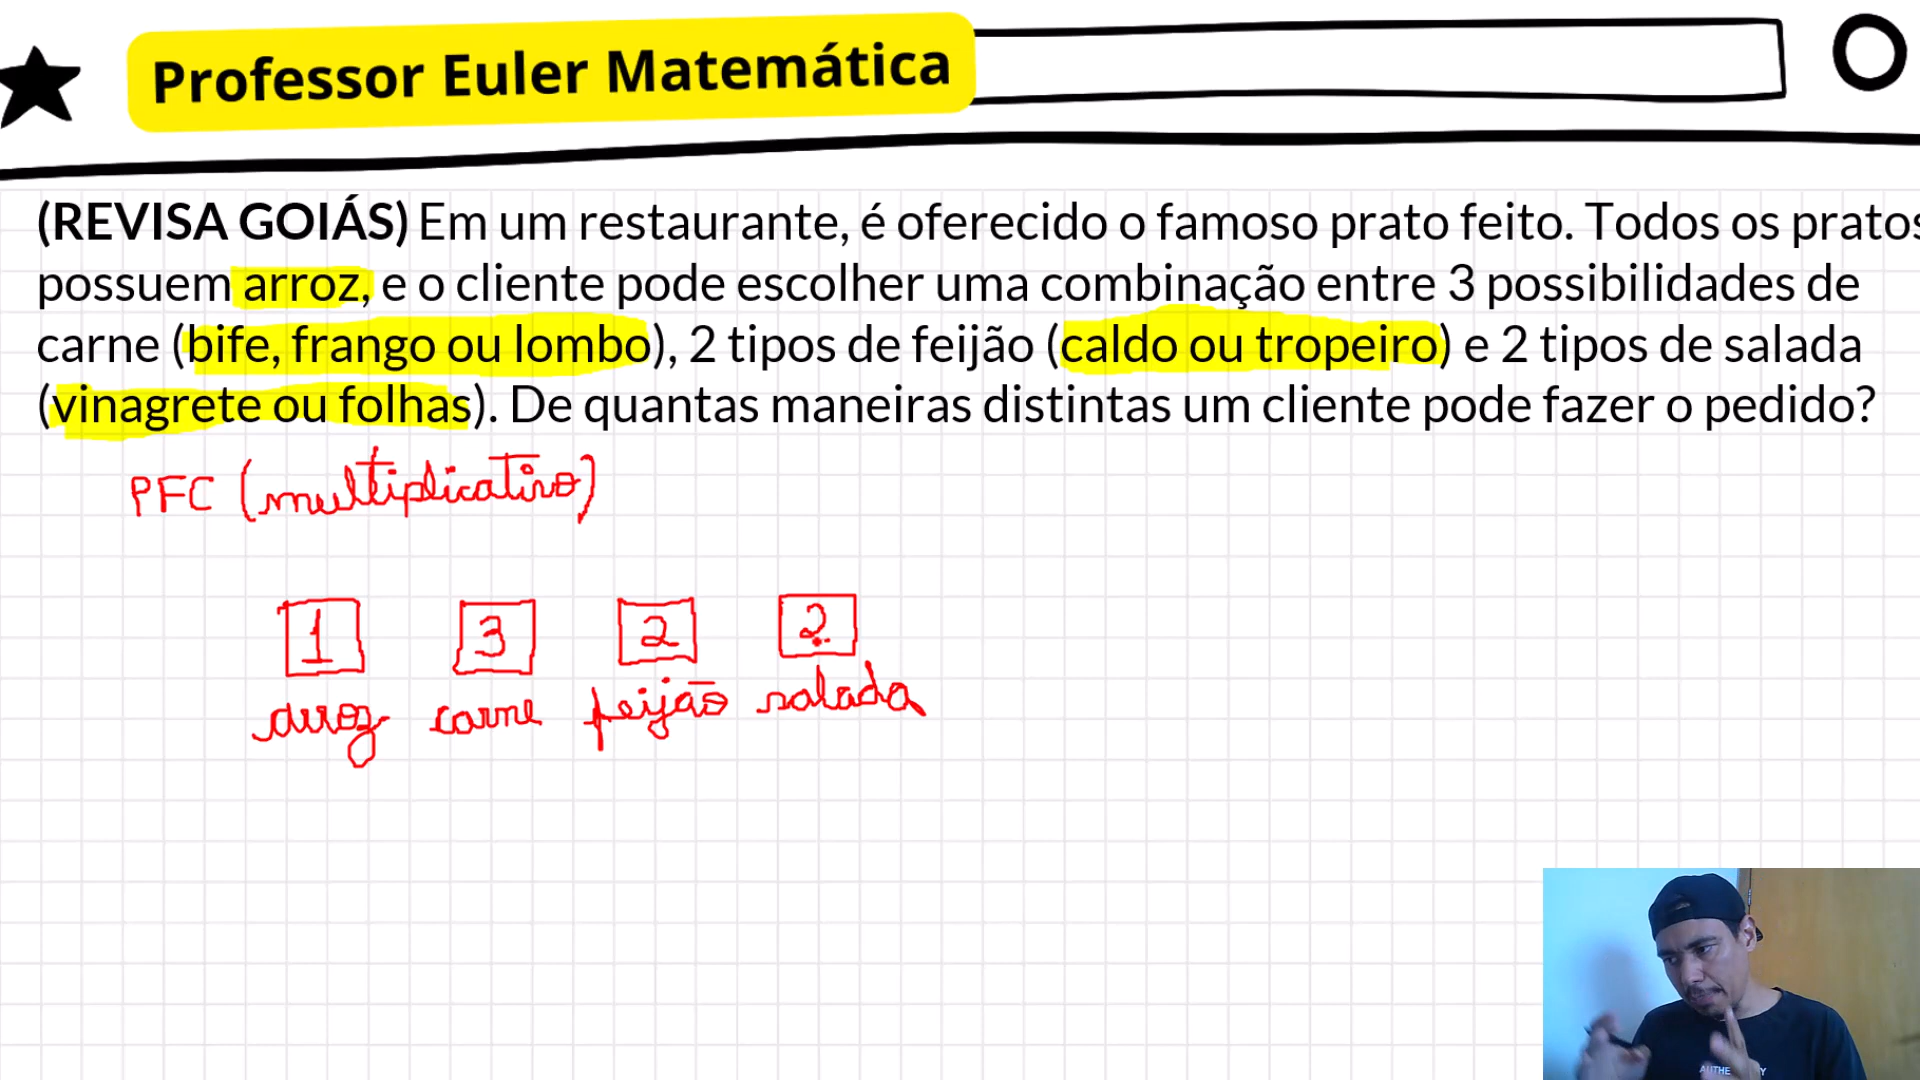 Professor Euler Matemática
(REVISA GOIÁS) Em um restaurante, é oferecido o famoso prato feito. Todos os pratos
possuem arroz, e o cliente pode escolher uma combinação entre 3 possibilidades de
carne (bife, frango ou lombo), 2 tipos de feijão (caldo ou tropeiro) e 2 tipos de salada
(vinagrete ou folhas). De quantas maneiras distintas um cliente pode fazer o pedido?
PFC (multiplicativo)
1 3 2 2
arroz carne feijão salada